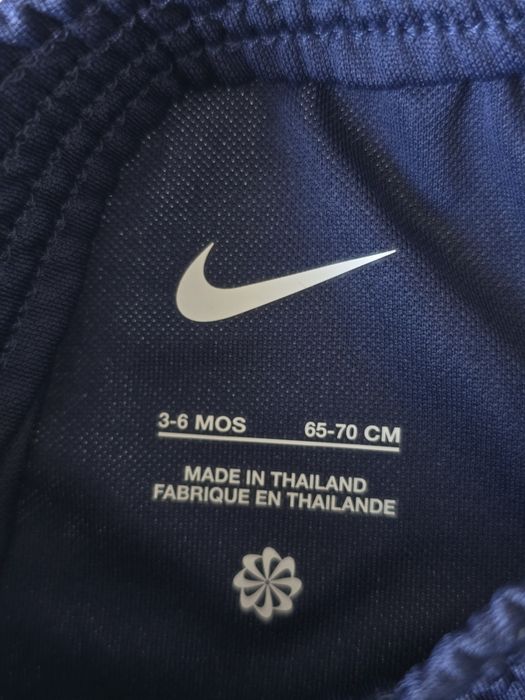 3-6 MOS 65-70 CM
MADE IN THAILAND
FABRIQUE EN THAILANDE